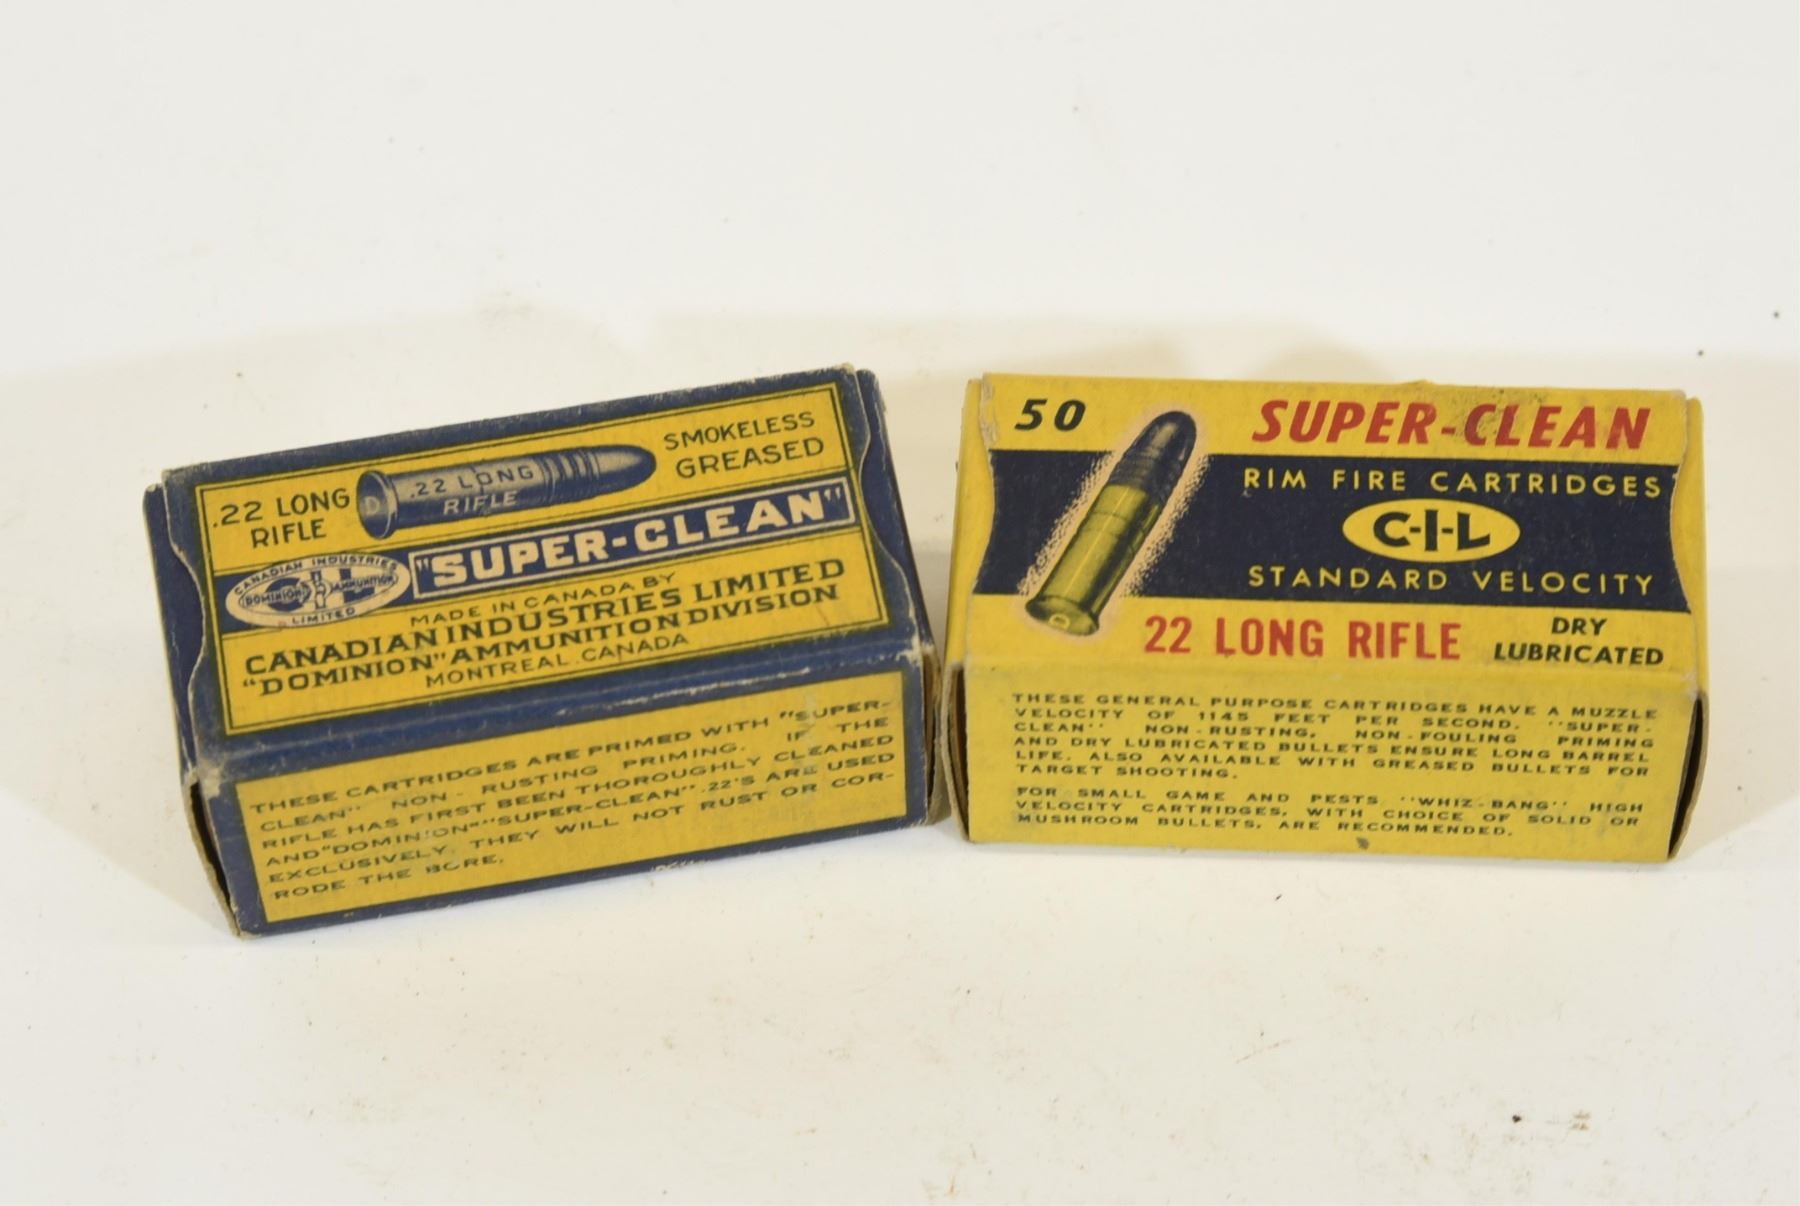 .22 LONG
RIFLE
D
.22 LONG
RIFLE
SMOKELESS
GREASED
CANADIAN INDUSTRIES
DOMINION AMMUNITION
LIMITED
"SUPER-CLEAN"
MADE IN CANADA BY
CANADIAN INDUSTRIES LIMITED
"DOMINION" AMMUNITION DIVISION
MONTREAL.CANADA
THESE CARTRIDGES ARE PRIMED WITH "SUPER-
CLEAN" NON-RUSTING PRIMING. IF THE
RIFLE HAS FIRST BEEN THOROUGHLY CLEANED
AND "DOMINION" "SUPER-CLEAN" .22'S ARE USED
EXCLUSIVELY, THEY WILL NOT RUST OR COR-
RODE THE BORE.
50
SUPER-CLEAN
RIM FIRE CARTRIDGES
C-I-L
STANDARD VELOCITY
22 LONG RIFLE
DRY
LUBRICATED
THESE GENERAL PURPOSE CARTRIDGES HAVE A MUZZLE
VELOCITY OF 1145 FEET PER SECOND. "SUPER-
CLEAN" NON-RUSTING, NON-FOULING PRIMING
AND DRY LUBRICATED BULLETS ENSURE LONG BARREL
LIFE. ALSO AVAILABLE WITH GREASED BULLETS FOR
TARGET SHOOTING.
FOR SMALL GAME AND PESTS "WHIZ-BANG" HIGH
VELOCITY CARTRIDGES, WITH CHOICE OF SOLID OR
MUSHROOM BULLETS, ARE RECOMMENDED.